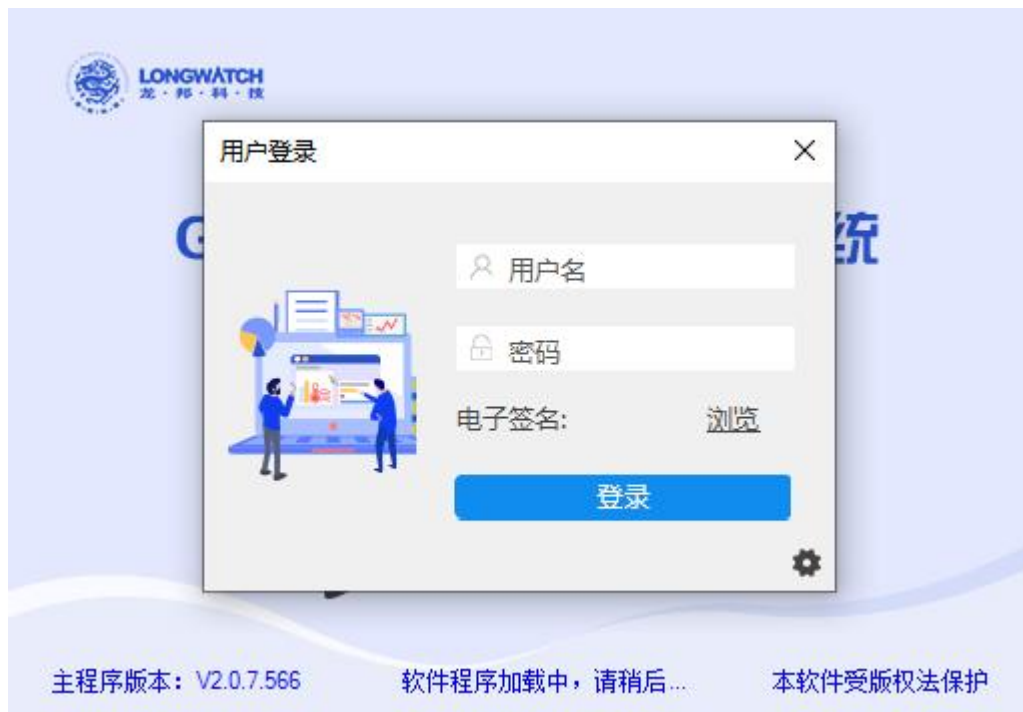 LONGWATCH
龙·邦·科·技
用户登录
G
统
用户名
密码
电子签名:
浏览
登录
主程序版本：V2.0.7.566
软件程序加载中，请稍后...
本软件受版权法保护